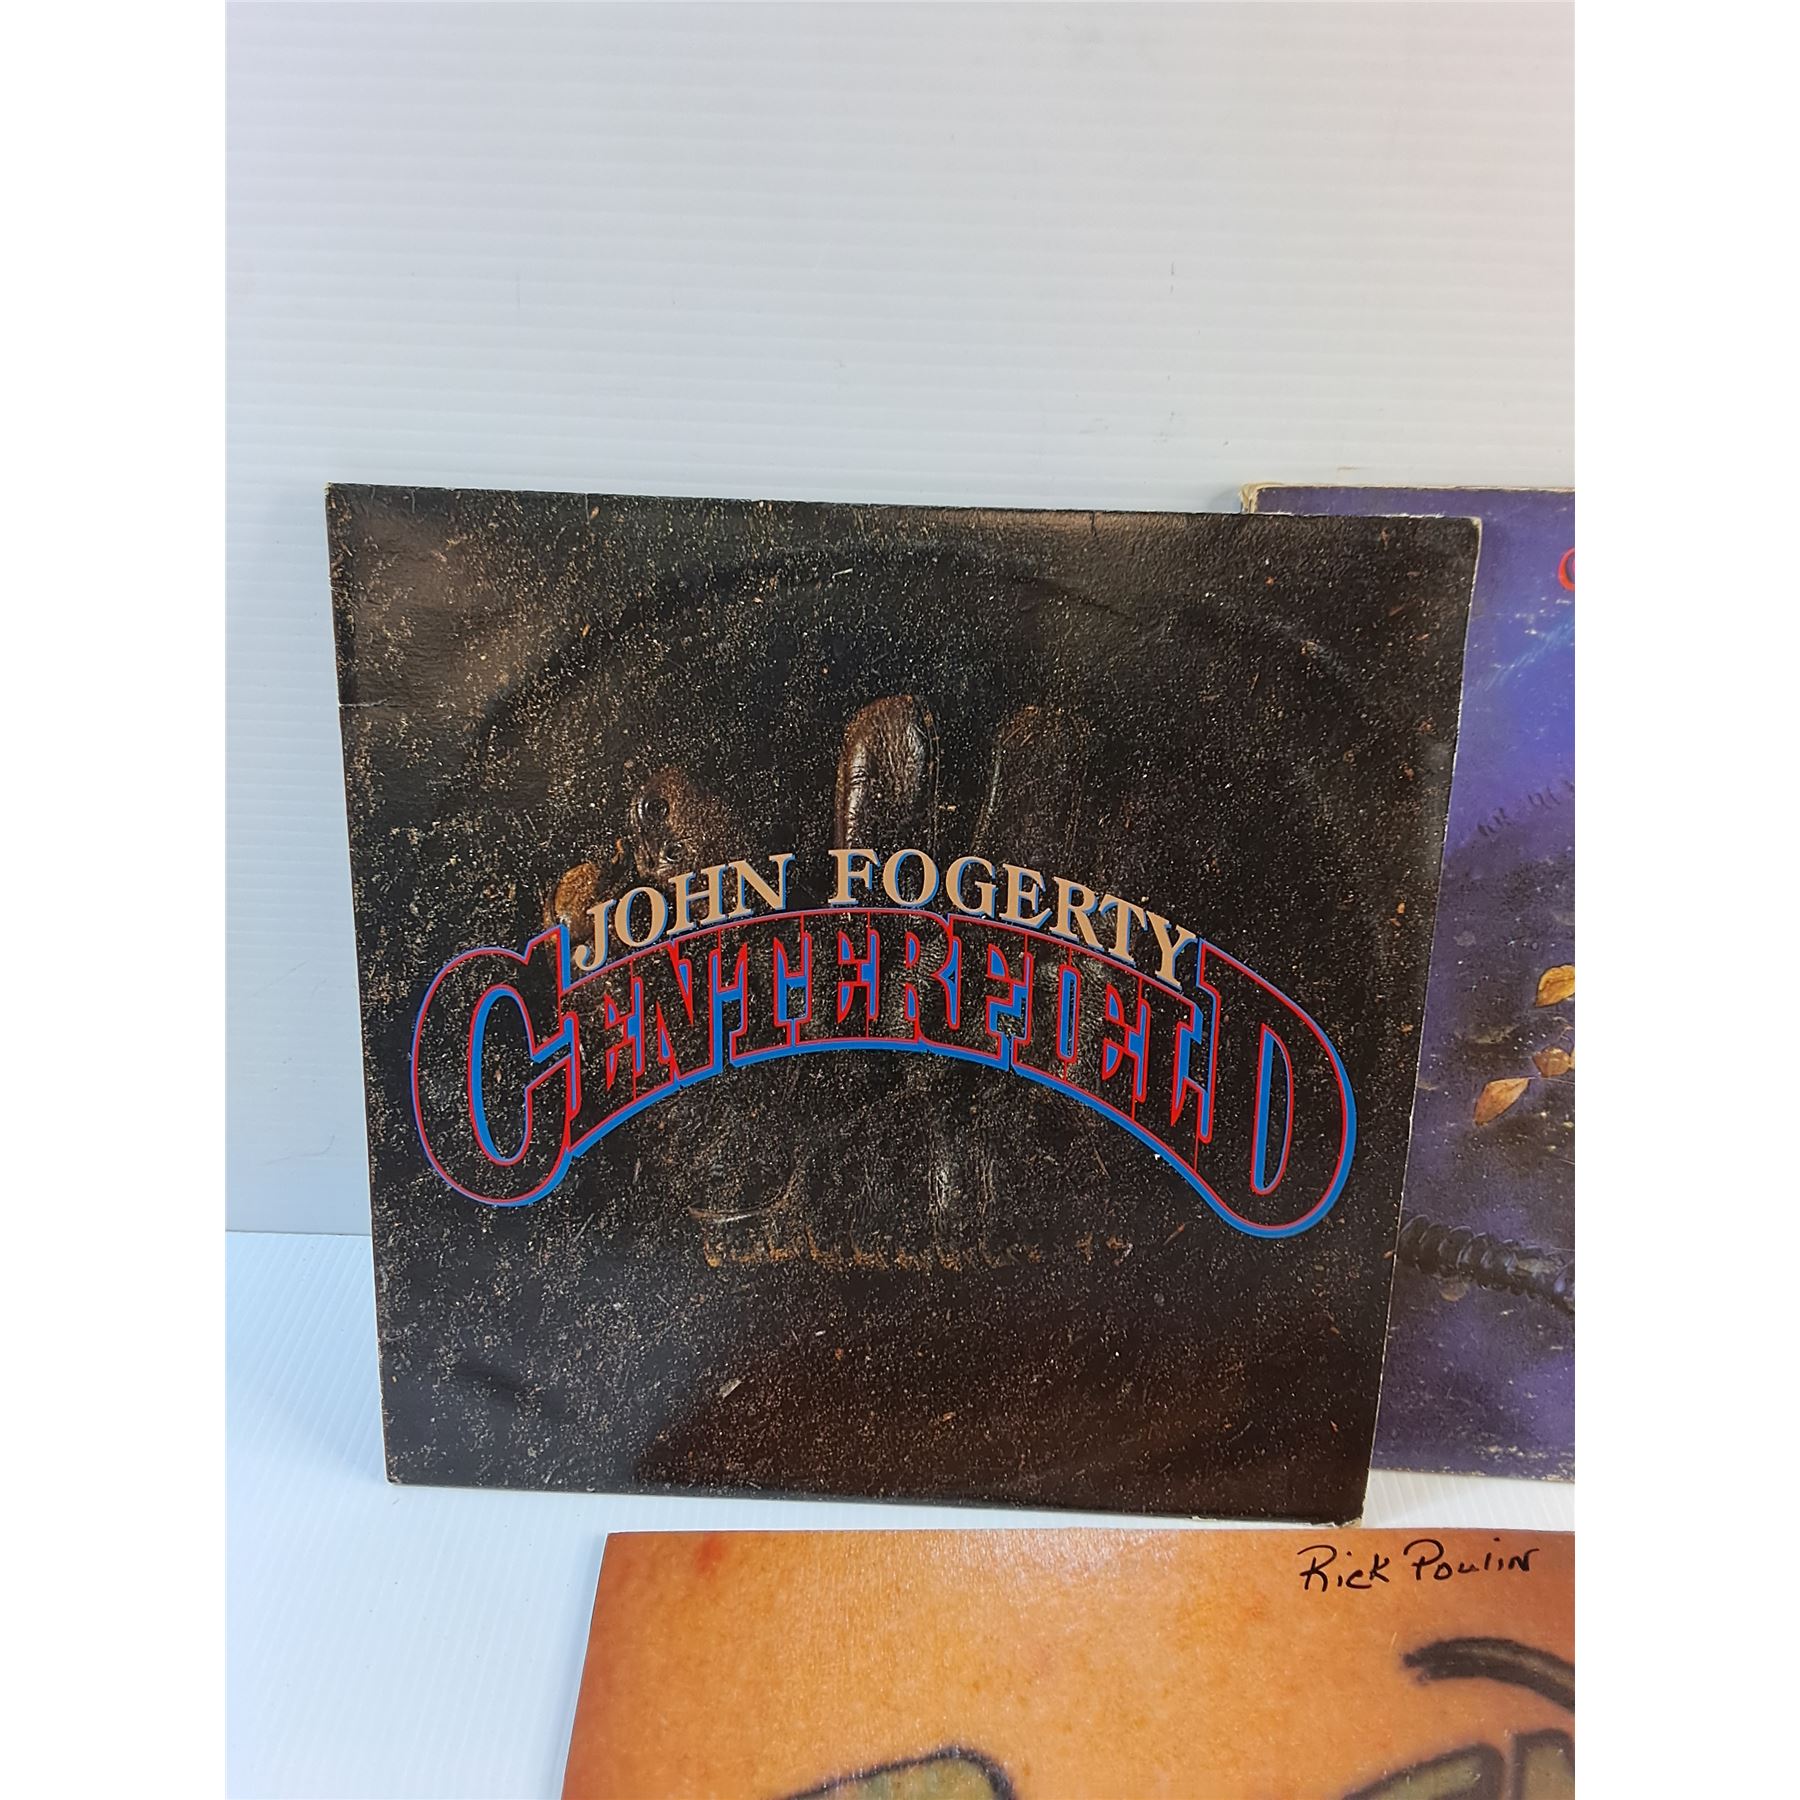 JOHN FOGERTY
CENTERFIELD
Rick Poulin